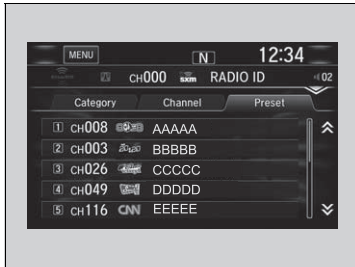 MENU N 12:34
CH000 sxm RADIO ID 02
Category Channel Preset
1 CH008 AAAAA
2 CH003 BBBBB
3 CH026 CCCCC
4 CH049 DDDDD
5 CH116 CNN EEEEE